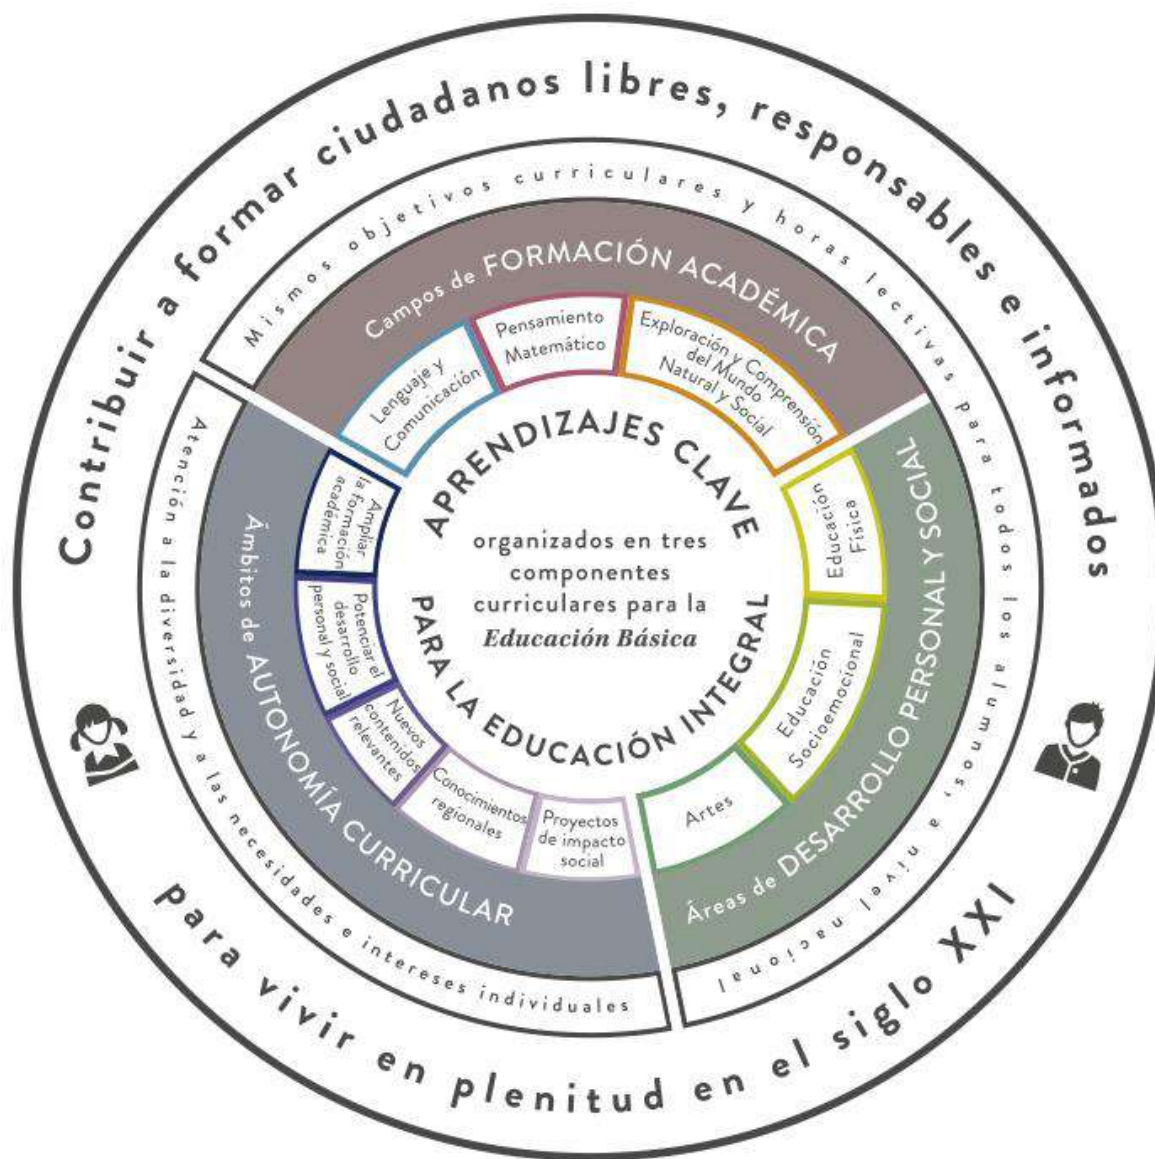 Contribuir a formar ciudadanos libres, responsables e informados
para vivir en plenitud en el siglo XXI
Mismos objetivos curriculares y horas lectivas para todos los alumnos, a nivel nacional
Atención a la diversidad y a las necesidades e intereses individuales
Campos de FORMACIÓN ACADÉMICA
Lenguaje y
Comunicación
Pensamiento
Matemático
Exploración y Comprensión
del Mundo
Natural y Social
Áreas de DESARROLLO PERSONAL Y SOCIAL
Educación
Física
Educación
Socioemocional
Artes
Ámbitos de AUTONOMÍA CURRICULAR
Ampliar
la formación
académica
Potenciar el
desarrollo
personal y social
Nuevos
contenidos
relevantes
Conocimientos
regionales
Proyectos
de impacto
social
APRENDIZAJES CLAVE
organizados en tres
componentes
curriculares para la
Educación Básica
PARA LA EDUCACIÓN INTEGRAL